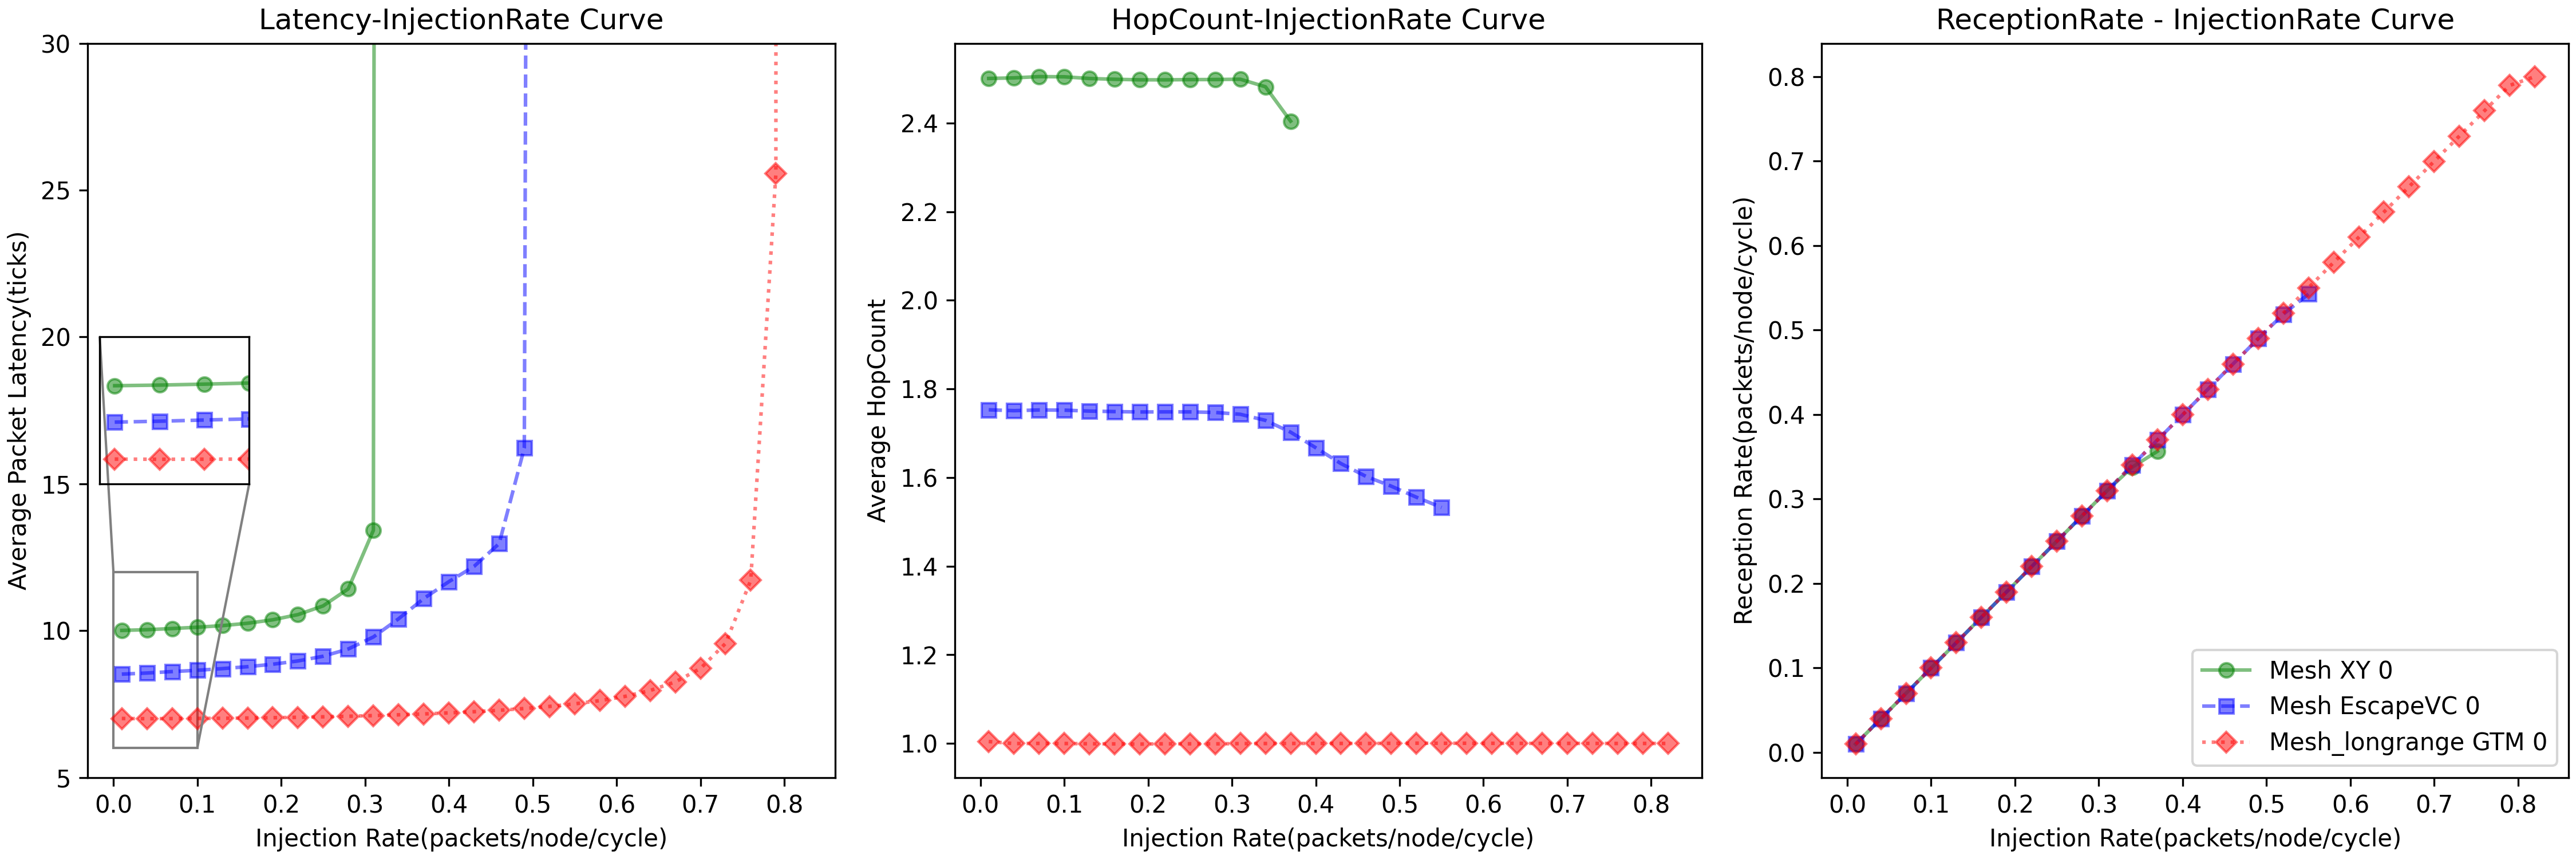 Latency-InjectionRate Curve
30
25
20
15
10
5
Average Packet Latency(ticks)
0.0 0.1 0.2 0.3 0.4 0.5 0.6 0.7 0.8
Injection Rate(packets/node/cycle)
HopCount-InjectionRate Curve
2.4
2.2
2.0
1.8
1.6
1.4
1.2
1.0
Average HopCount
0.0 0.1 0.2 0.3 0.4 0.5 0.6 0.7 0.8
Injection Rate(packets/node/cycle)
ReceptionRate - InjectionRate Curve
0.8
0.7
0.6
0.5
0.4
0.3
0.2
0.1
0.0
Reception Rate(packets/node/cycle)
Mesh XY 0
Mesh EscapeVC 0
Mesh_longrange GTM 0
0.0 0.1 0.2 0.3 0.4 0.5 0.6 0.7 0.8
Injection Rate(packets/node/cycle)